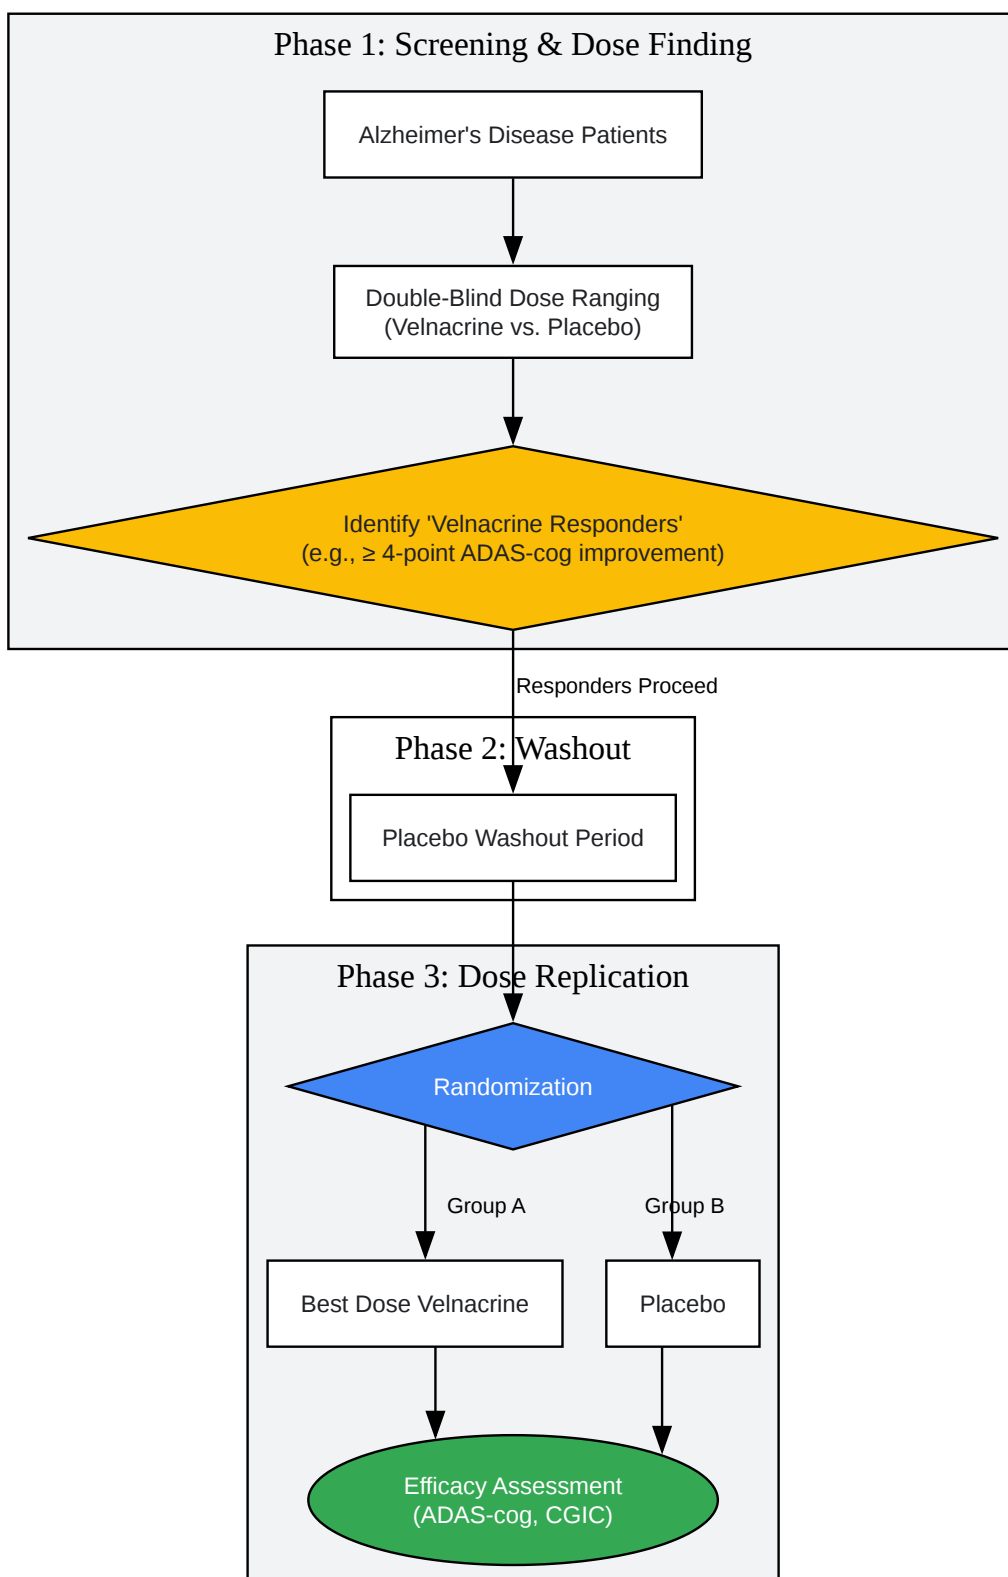 Phase 1: Screening & Dose Finding
Alzheimer's Disease Patients
Double-Blind Dose Ranging
(Velnacrine vs. Placebo)
Identify 'Velnacrine Responders'
(e.g., ≥ 4-point ADAS-cog improvement)
Responders Proceed
Phase 2: Washout
Placebo Washout Period
Phase 3: Dose Replication
Randomization
Group A
Group B
Best Dose Velnacrine
Placebo
Efficacy Assessment
(ADAS-cog, CGIC)